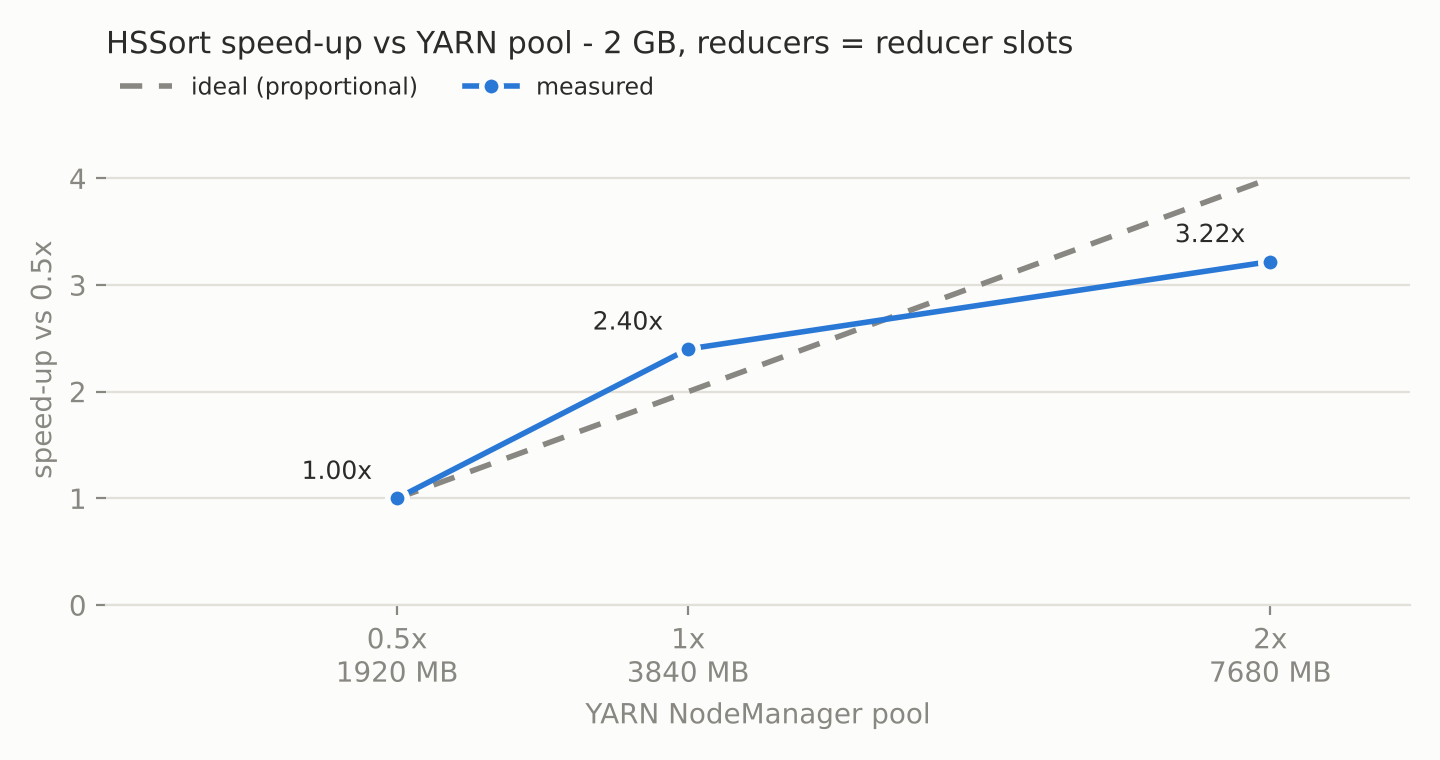 HSSort speed-up vs YARN pool - 2 GB, reducers = reducer slots
ideal (proportional)
measured
speed-up vs 0.5x
4
3
2
1
0
1.00x
2.40x
3.22x
0.5x
1920 MB
1x
3840 MB
2x
7680 MB
YARN NodeManager pool